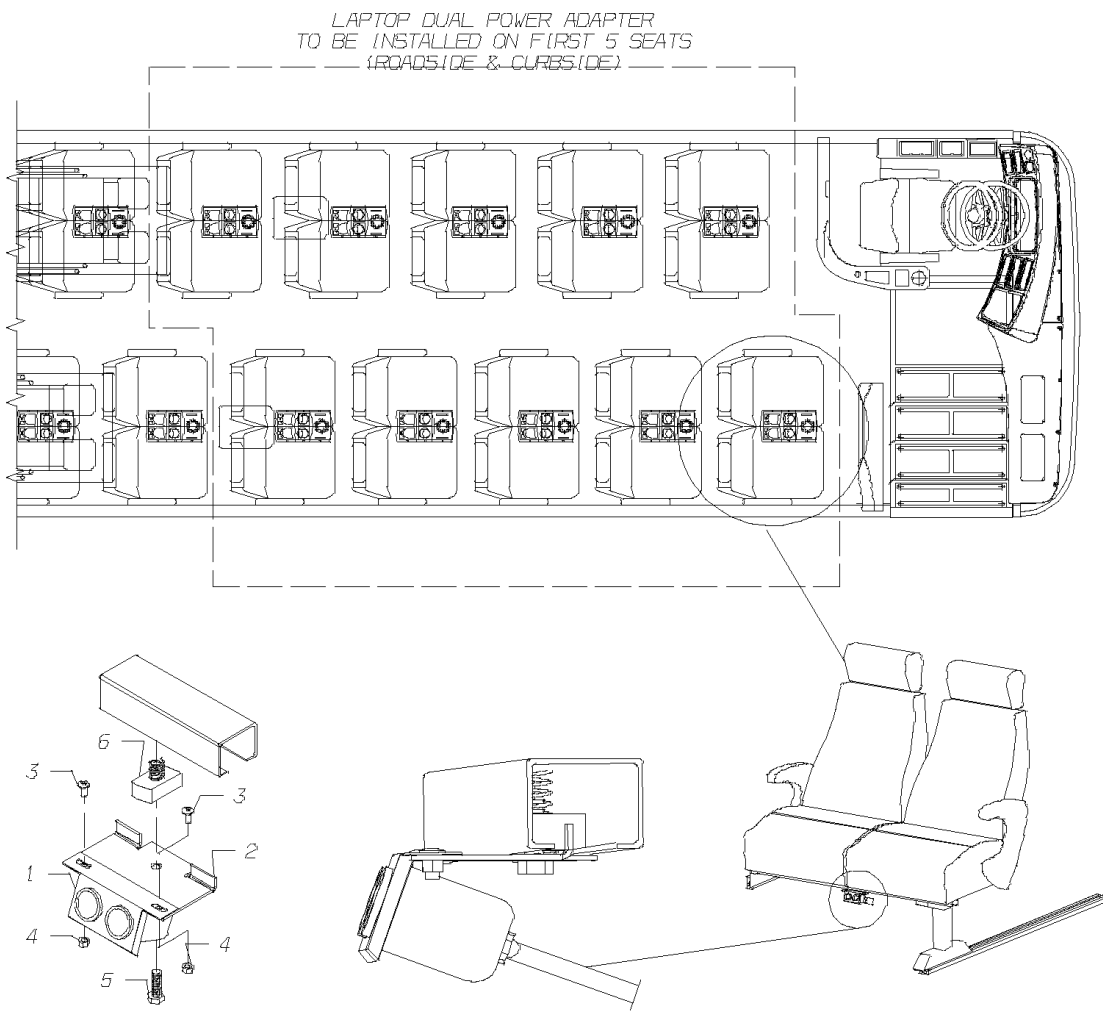 LAPTOP DUAL POWER ADAPTER
TO BE INSTALLED ON FIRST 5 SEATS
(ROADSIDE & CURBSIDE)
6
3
3
2
1
4
4
5